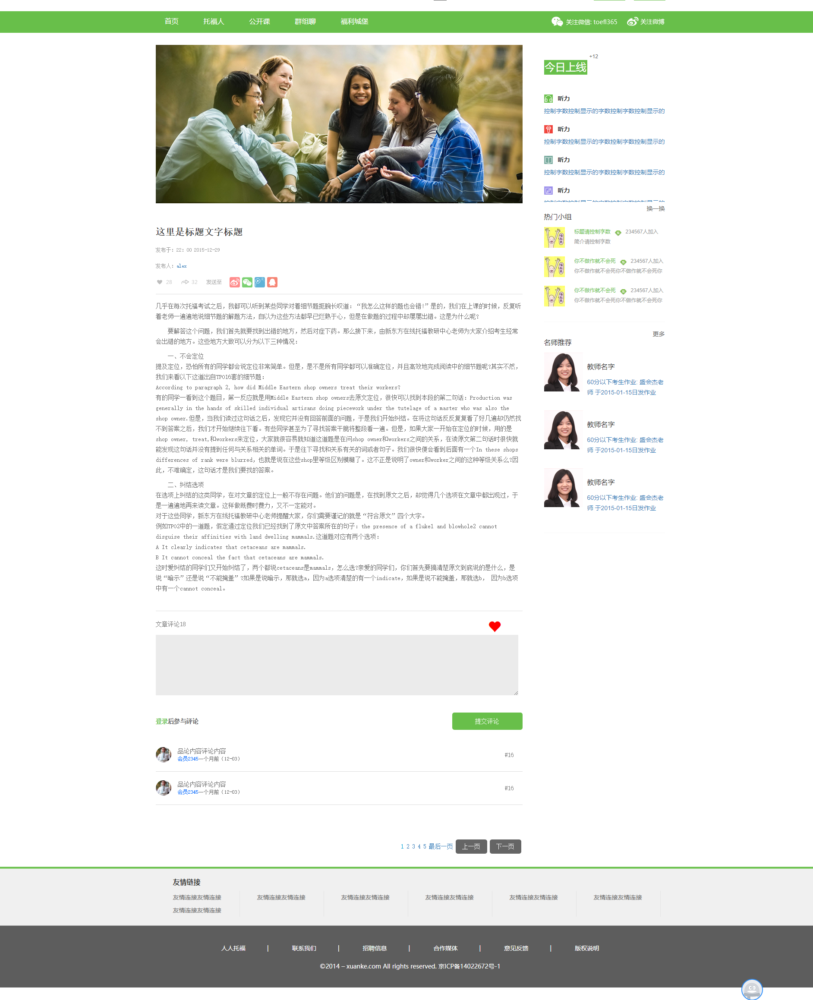 首页 托福人 公开课 群组聊 福利城堡 关注微信: toefl365 关注微博
今日上线 +12
听力
控制字数控制显示的字数控制字数控制显示的
听力
控制字数控制显示的字数控制字数控制显示的
听力
控制字数控制显示的字数控制字数控制显示的
听力
换一换
热门小组
标题请控制字数 234567人加入
简介请控制字数
你不做作就不会死 234567人加入
你不做作就不会死你不做作就不会死你
你不做作就不会死 234567人加入
你不做作就不会死你不做作就不会死你
更多
名师推荐
教师名字
60分以下考生作业: 盛会杰老
师 于2015-01-15日发作业
教师名字
60分以下考生作业: 盛会杰老
师 于2015-01-15日发作业
教师名字
60分以下考生作业: 盛会杰老
师 于2015-01-15日发作业
这里是标题文字标题
发布于: 22: 00 2015-12-29
发布人: alex
28 32 发送至
几乎在每次托福考试之后，我都可以听到某些同学对着细节题扼腕长叹道：“我怎么这样的题也会错!”是的，我们在上课的时候，反复听
着老师一遍遍地说细节题的解题方法，自以为这些方法都早已烂熟于心，但是在做题的过程中却屡屡出错。这是为什么呢?
要解答这个问题，我们首先就要找到出错的地方，然后对症下药。那么接下来，由新东方在线托福教研中心老师为大家介绍考生经常
会出错的地方。这些地方大致可以分为以下三种情况：
一、不会定位
提及定位，恐怕所有的同学都会说定位非常简单。但是，是不是所有同学都可以准确定位，并且高效地完成阅读中的细节题呢?其实不然，
我们来看以下这道出自TPO16套的细节题：
According to paragraph 2, how did Middle Eastern shop owners treat their workers?
有的同学一看到这个题目，第一反应就是用Middle Eastern shop owners去原文定位，很快可以找到本段的第二句话：Production was
generally in the hands of skilled individual artisans doing piecework under the tutelage of a master who was also the
shop owner.但是，当我们读过这句话之后，发现它并没有回答前面的问题，于是我们开始纠结。在将这句话反反复复看了好几遍却仍然找
不到答案之后，我们才开始继续往下看。有些同学甚至为了寻找答案干脆将整段看一遍。但是，如果大家一开始在定位的时候，用的是
shop owner, treat,和workers来定位，大家就很容易就知道这道题是在问shop owner和workers之间的关系，在读原文第二句话时很快就
能发现这句话并没有提到任何与关系相关的单词。于是往下寻找和关系有关的词或者句子。我们很快便会看到后面有一个In these shops
differences of rank were blurred，也就是说在这些shop里等级区别模糊了。这不正是说明了owner和worker之间的这种等级关系么?因
此，不难确定，这句话才是我们要找的答案。
二、纠结选项
在选项上纠结的这类同学，在对文章的定位上一般不存在问题。他们的问题是，在找到原文之后，却觉得几个选项在文章中都出现过，于
是一遍遍地再来读文章。这样做既费时费力，又不一定能对。
对于这些同学，新东方在线托福教研中心老师提醒大家，你们需要谨记的就是“符合原文”四个大字。
例如TPO2中的一道题，假定通过定位我们已经找到了原文中答案所在的句子：the presence of a fluke1 and blowhole2 cannot
disguise their affinities with land dwelling mammals.这道题对应有两个选项：
A It clearly indicates that cetaceans are mammals.
B It cannot conceal the fact that cetaceans are mammals.
这时爱纠结的同学们又开始纠结了，两个都说cetaceans是mammals，怎么选?亲爱的同学们，你们首先要搞清楚原文到底说的是什么，是
说“暗示”还是说“不能掩盖”?如果是说暗示，那就选a，因为a选项清楚的有一个indicate，如果是说不能掩盖，那就选b， 因为b选项
中有一个cannot conceal。
文章评论18
登录后参与评论 提交评论
品论内容评论内容
会员2345一个月前（12-03） #16
品论内容评论内容
会员2345一个月前（12-03） #16
1 2 3 4 5 最后一页 上一页 下一页
友情链接
友情连接友情连接 友情连接友情连接 友情连接友情连接 友情连接友情连接 友情连接友情连接 友情连接友情连接
友情连接友情连接
人人托福 | 联系我们 | 招聘信息 | 合作媒体 | 意见反馈 | 版权说明
©2014 – xuanke.com All rights reserved. 京ICP备14022672号-1